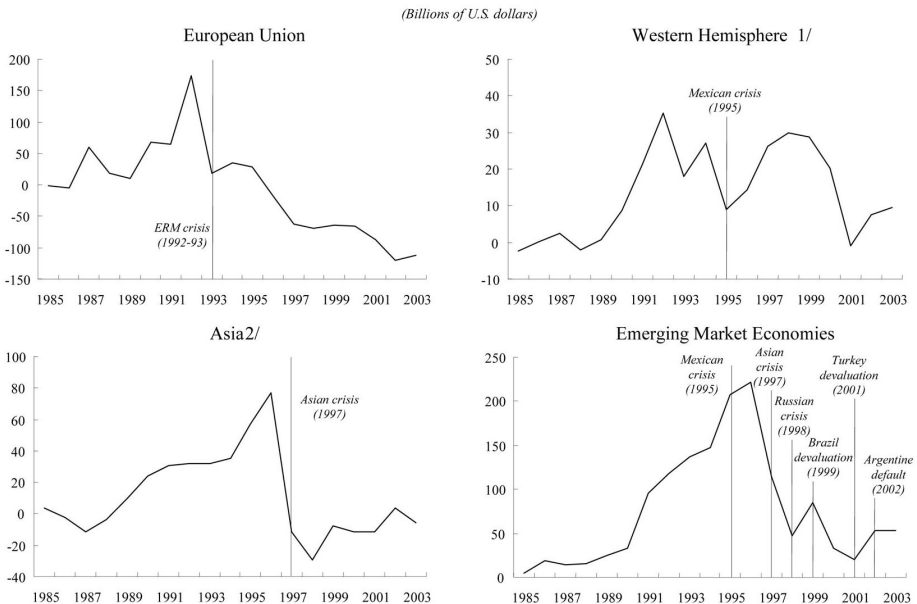 (Billions of U.S. dollars)
European Union
200
150
100
50
0
-50
-100
-150
ERM crisis
(1992-93)
1985 1987 1989 1991 1993 1995 1997 1999 2001 2003
Western Hemisphere 1/
50
40
30
20
10
0
-10
Mexican crisis
(1995)
1985 1987 1989 1991 1993 1995 1997 1999 2001 2003
Asia2/
100
80
60
40
20
0
-20
-40
Asian crisis
(1997)
1985 1987 1989 1991 1993 1995 1997 1999 2001 2003
Emerging Market Economies
250
200
150
100
50
0
Mexican
crisis
(1995)
Asian
crisis
(1997)
Russian
crisis
(1998)
Brazil
devaluation
(1999)
Turkey
devaluation
(2001)
Argentine
default
(2002)
1985 1987 1989 1991 1993 1995 1997 1999 2001 2003